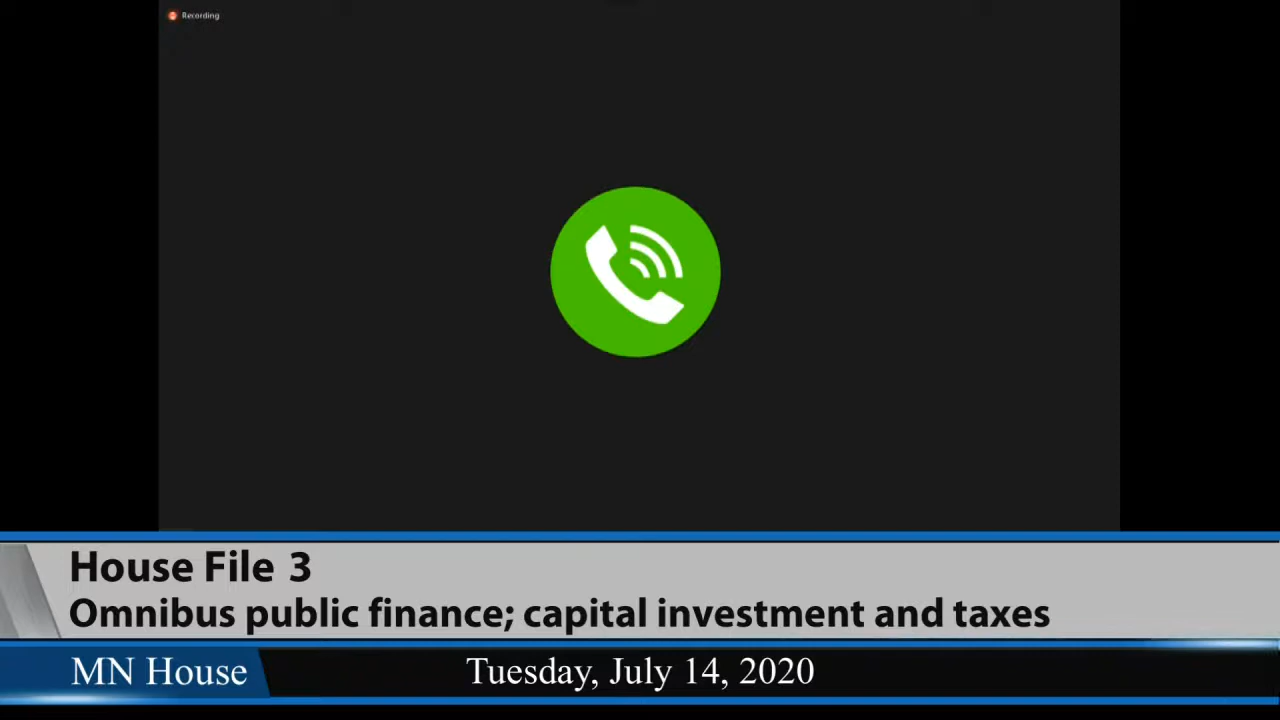 Recording
House File 3
Omnibus public finance; capital investment and taxes
MN House
Tuesday, July 14, 2020